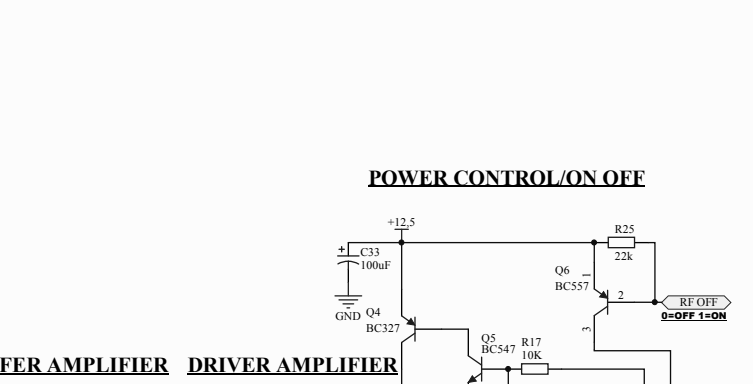 POWER CONTROL/ON OFF
+12,5
R25
+
C33
22k
100uF
Q6
1
BC557
2
RF OFF
GND
Q4
0=OFF 1=ON
BC327
3
Q5
BC547
R17
10K
FER AMPLIFIER
DRIVER AMPLIFIER